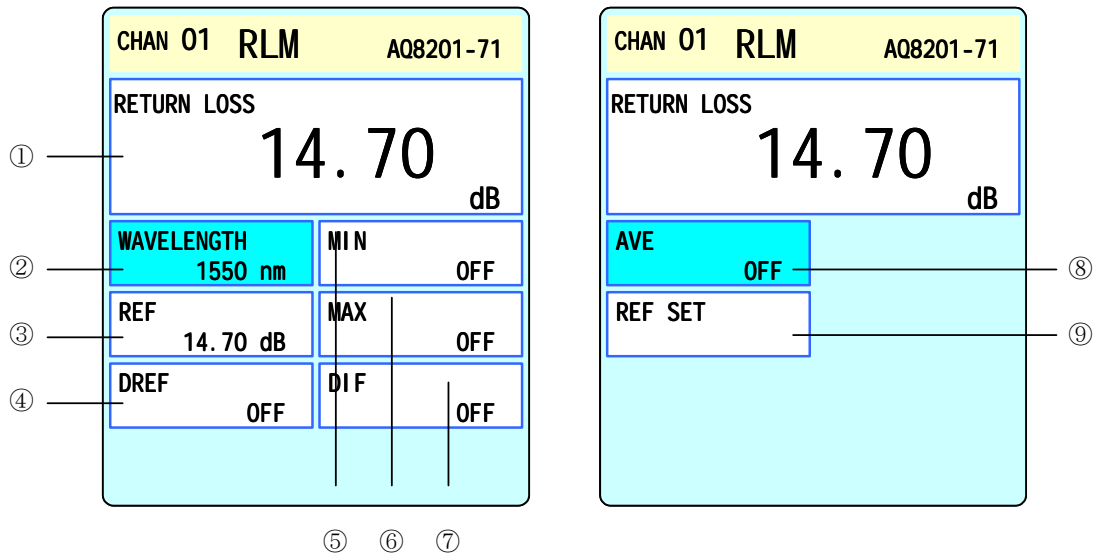 CHAN 01 RLM AQ8201-71
RETURN LOSS
14.70
dB
①
WAVELENGTH
1550 nm
②
MIN
OFF
REF
14.70 dB
③
MAX
OFF
DREF
OFF
④
DIF
OFF
⑤ ⑥ ⑦
CHAN 01 RLM AQ8201-71
RETURN LOSS
14.70
dB
AVE
OFF
⑧
REF SET
⑨